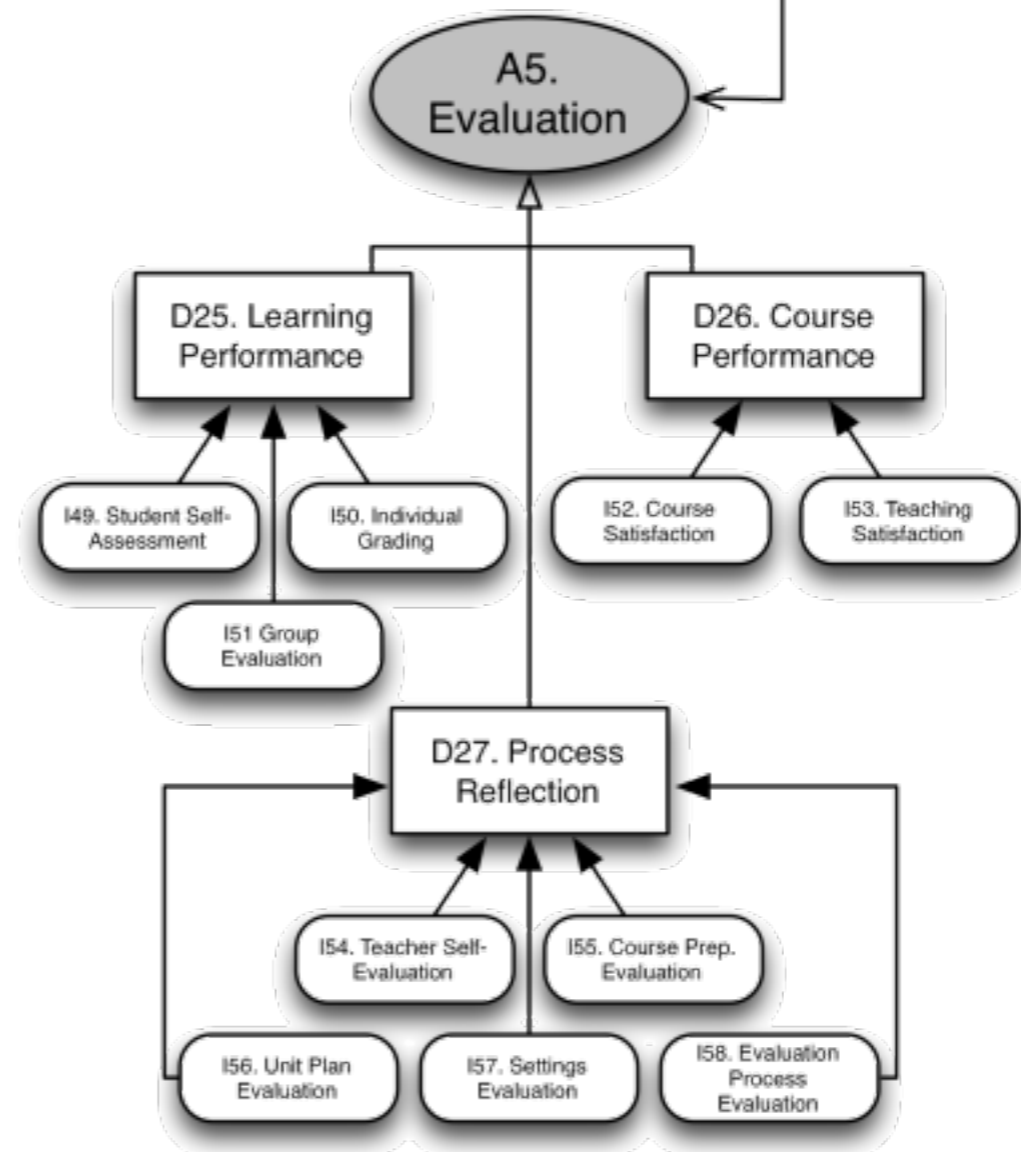 A5.
Evaluation
D25. Learning
Performance
D26. Course
Performance
I49. Student Self-
Assessment
I50. Individual
Grading
I52. Course
Satisfaction
I53. Teaching
Satisfaction
I51 Group
Evaluation
D27. Process
Reflection
I54. Teacher Self-
Evaluation
I55. Course Prep.
Evaluation
I56. Unit Plan
Evaluation
I57. Settings
Evaluation
I58. Evaluation
Process
Evaluation